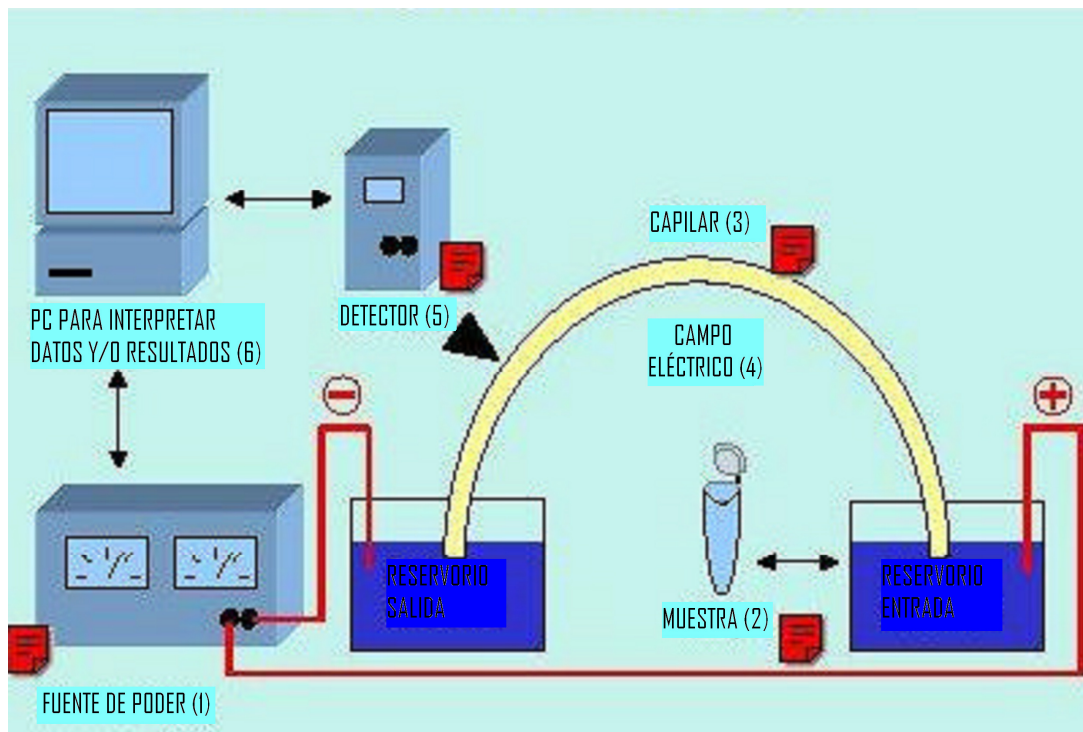 CAPILAR (3)
PC PARA INTERPRETAR
DATOS Y/O RESULTADOS (6)
DETECTOR (5)
CAMPO
ELÉCTRICO (4)
RESERVORIO
SALIDA
RESERVORIO
ENTRADA
MUESTRA (2)
FUENTE DE PODER (1)